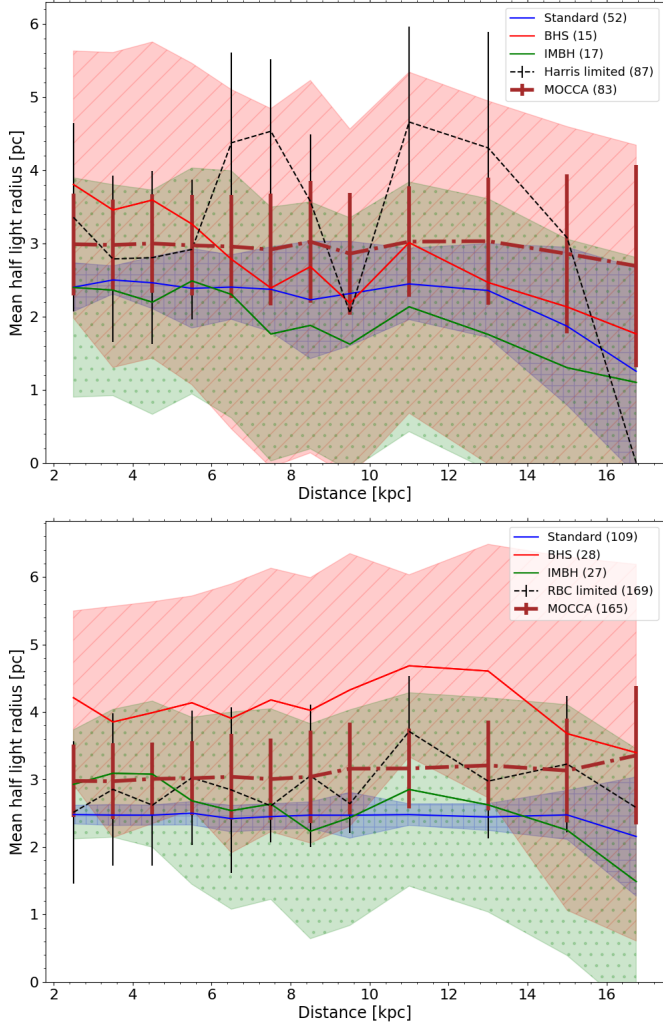 6
5
4
3
2
1
0
Mean half light radius [pc]
Standard (52)
BHS (15)
IMBH (17)
Harris limited (87)
MOCCA (83)
2 4 6 8 10 12 14 16
Distance [kpc]
6
5
4
3
2
1
0
Mean half light radius [pc]
Standard (109)
BHS (28)
IMBH (27)
RBC limited (169)
MOCCA (165)
2 4 6 8 10 12 14 16
Distance [kpc]